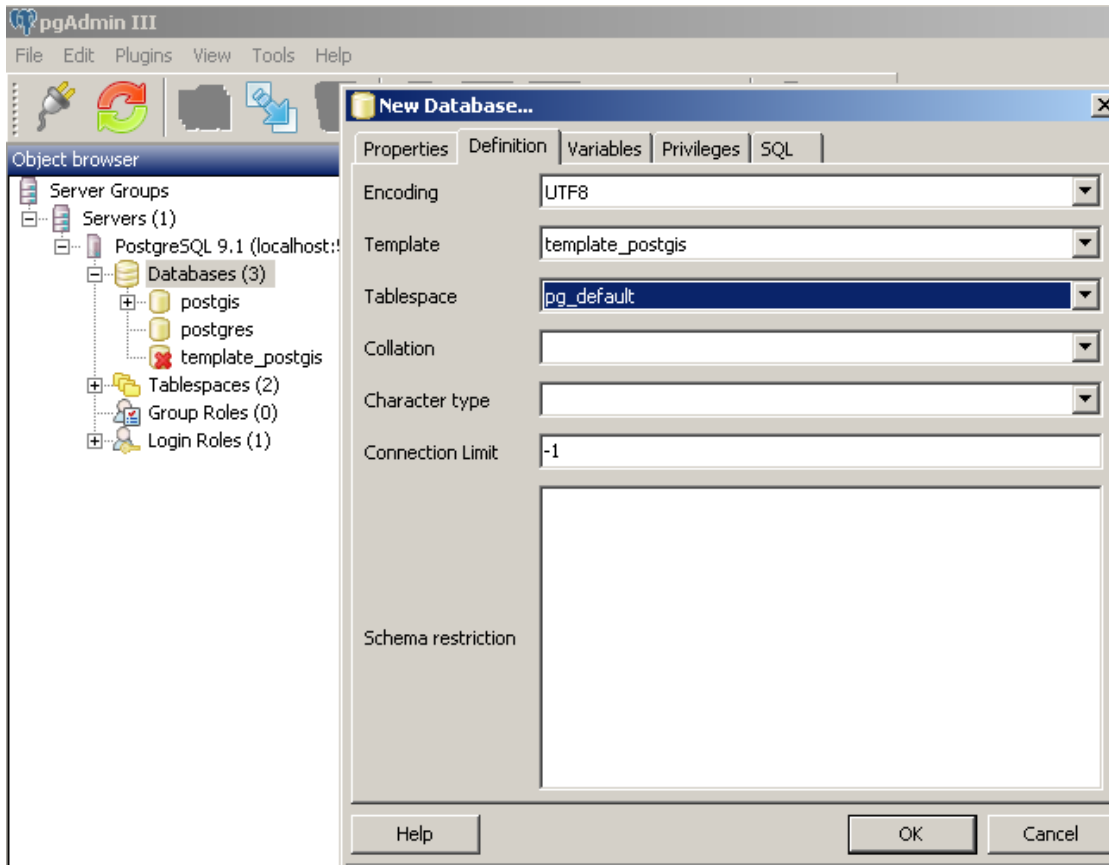 pgAdmin III
File Edit Plugins View Tools Help
Object browser
Server Groups
Servers (1)
PostgreSQL 9.1 (localhost:
Databases (3)
postgis
postgres
template_postgis
Tablespaces (2)
Group Roles (0)
Login Roles (1)
New Database...
Properties Definition Variables Privileges SQL
Encoding UTF8
Template template_postgis
Tablespace pg_default
Collation
Character type
Connection Limit -1
Schema restriction
Help OK Cancel